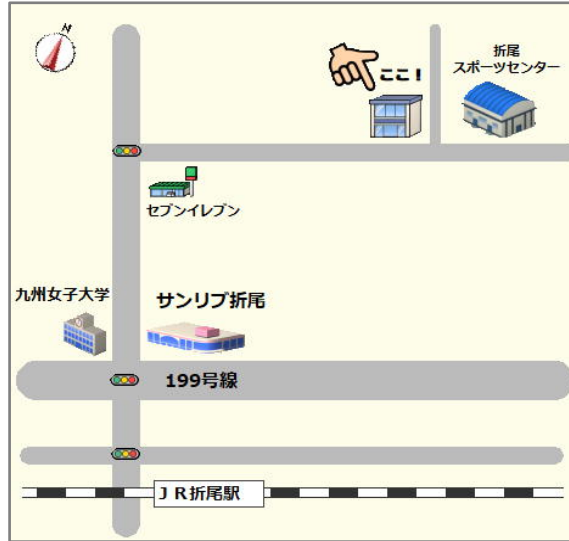 N
ここ！
折尾
スポーツセンター
セブンイレブン
九州女子大学
サンリブ折尾
199号線
ＪＲ折尾駅